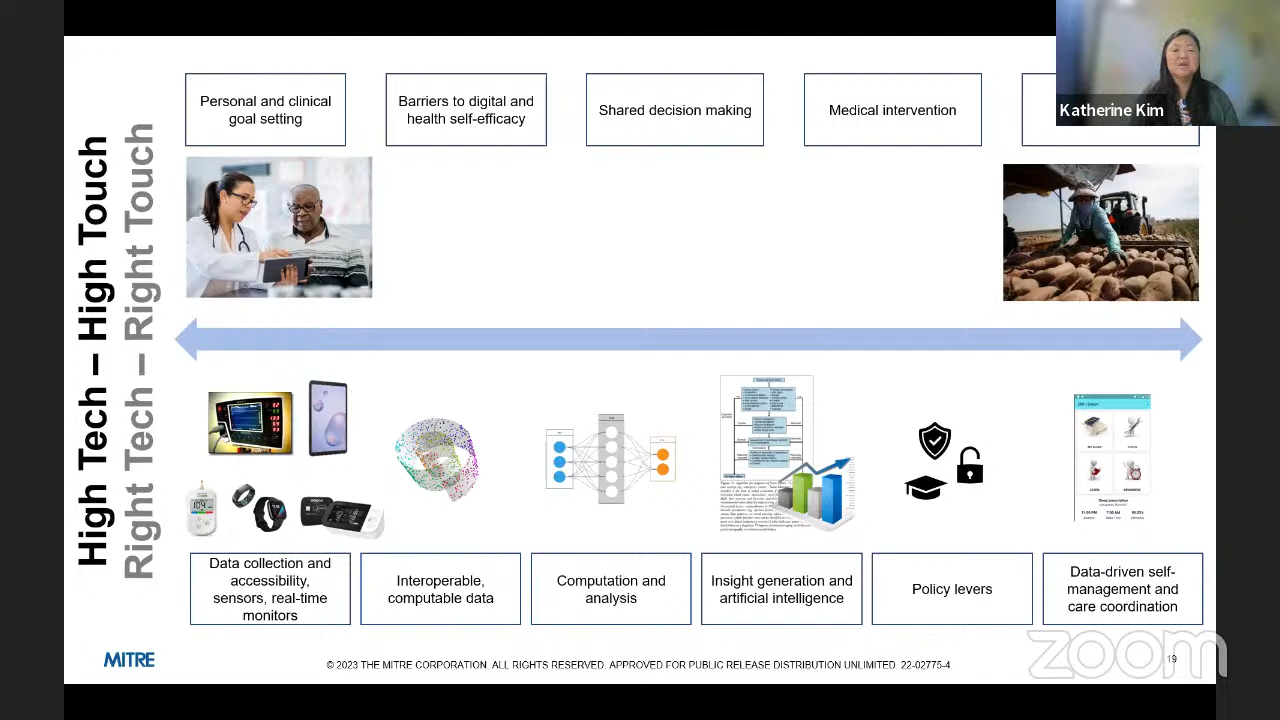 Katherine Kim
Personal and clinical
goal setting
Barriers to digital and
health self-efficacy
Shared decision making
Medical intervention
High Tech – High Touch
Right Tech – Right Touch
Data collection and
accessibility,
sensors, real-time
monitors
Interoperable,
computable data
Computation and
analysis
Insight generation and
artificial intelligence
Policy levers
Data-driven self-
management and
care coordination
MITRE
© 2023 THE MITRE CORPORATION. ALL RIGHTS RESERVED. APPROVED FOR PUBLIC RELEASE DISTRIBUTION UNLIMITED 22-02775-4.
19
zoom